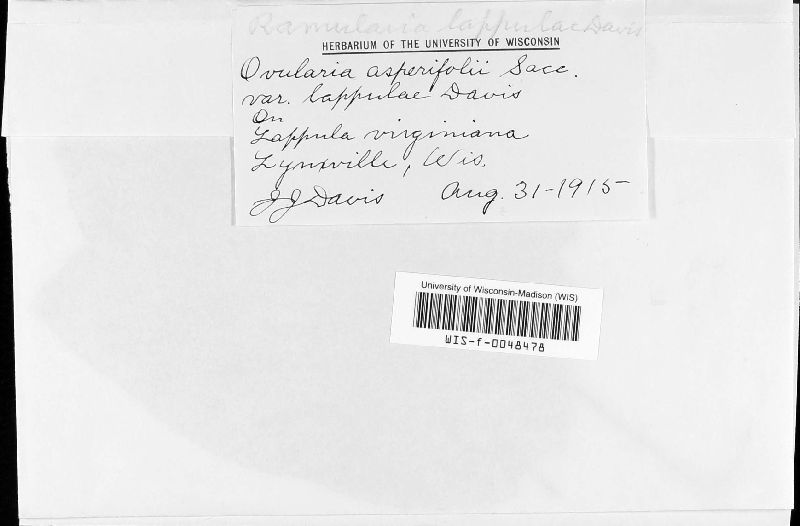 Ramularia lappulae Davis
HERBARIUM OF THE UNIVERSITY OF WISCONSIN
Ovularia asperifolii Sacc.
var. lappulae Davis
On
Lappula virginiana
Lynxville, Wis.
JJ Davis Aug. 31-1915
University of Wisconsin-Madison (WIS)
WIS-f-0048478